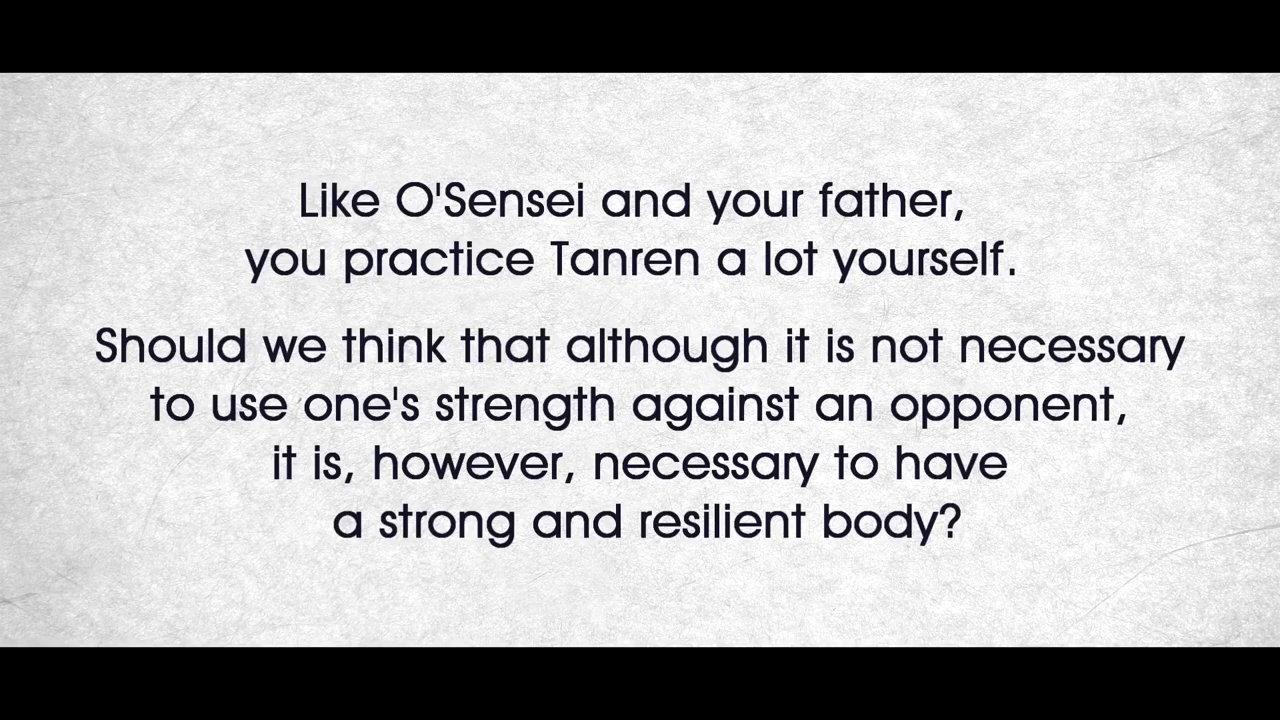 Like O'Sensei and your father,
you practice Tanren a lot yourself.
Should we think that although it is not necessary
to use one's strength against an opponent,
it is, however, necessary to have
a strong and resilient body?